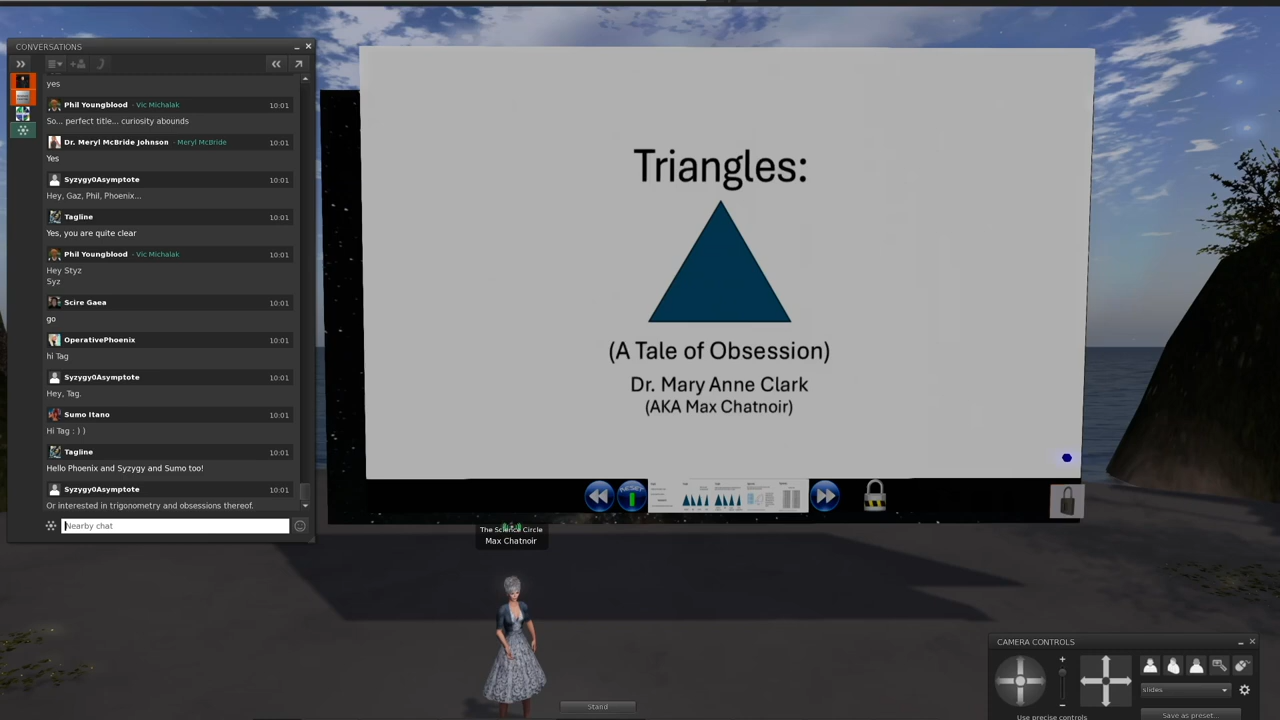 CONVERSATIONS
yes
Phil Youngblood - Vic Michalak 10:01
So... perfect title... curiosity abounds
Dr. Meryl McBride Johnson - Meryl McBride 10:01
Yes
Syzygy0Asymptote 10:01
Hey, Gaz, Phil, Phoenix...
Tagline 10:01
Yes, you are quite clear
Phil Youngblood - Vic Michalak 10:01
Hey Styz
Syz
Scire Gaea 10:01
go
OperativePhoenix 10:01
hi Tag
Syzygy0Asymptote 10:01
Hey, Tag.
Sumo Itano 10:01
Hi Tag : ) )
Tagline 10:01
Hello Phoenix and Syzygy and Sumo too!
Syzygy0Asymptote 10:01
Or interested in trigonometry and obsessions thereof.
Nearby chat
Triangles:
(A Tale of Obsession)
Dr. Mary Anne Clark
(AKA Max Chatnoir)
The Science Circle
Max Chatnoir
Stand
CAMERA CONTROLS
slides
Use precise controls
Save as preset...